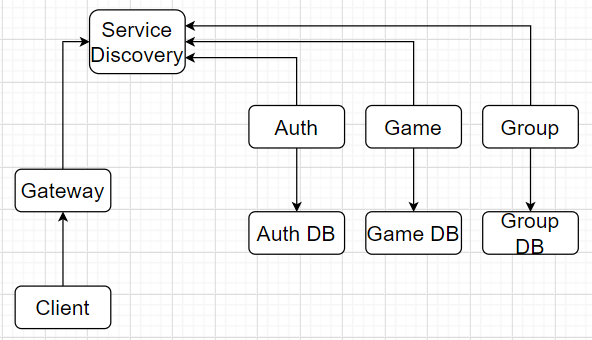 Service
Discovery
Auth
Game
Group
Gateway
Auth DB
Game DB
Group
DB
Client